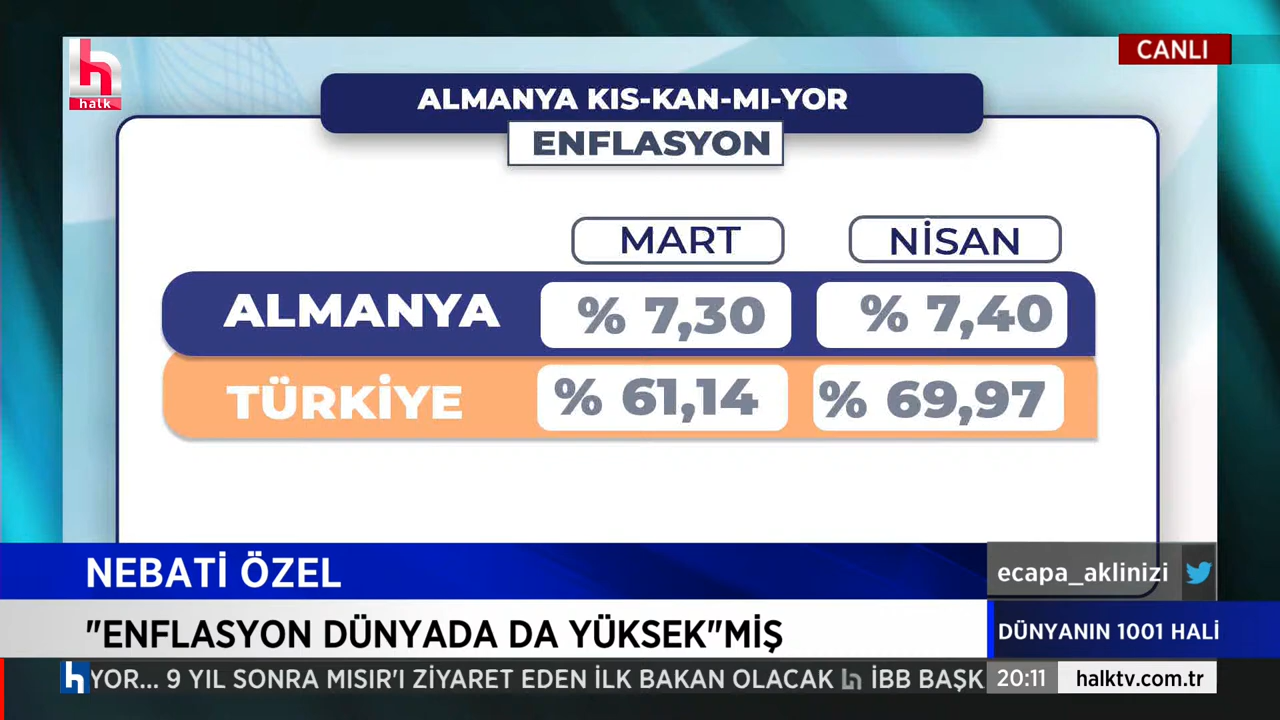 halk
CANLI
ALMANYA KIS-KAN-MI-YOR
ENFLASYON
MART NİSAN
ALMANYA % 7,30 % 7,40
TÜRKİYE % 61,14 % 69,97
NEBATİ ÖZEL
ecapa_aklinizi
"ENFLASYON DÜNYADA DA YÜKSEK"MİŞ
DÜNYANIN 1001 HALİ
YOR... 9 YIL SONRA MISIR'I ZİYARET EDEN İLK BAKAN OLACAK h İBB BAŞK 20:11 halktv.com.tr